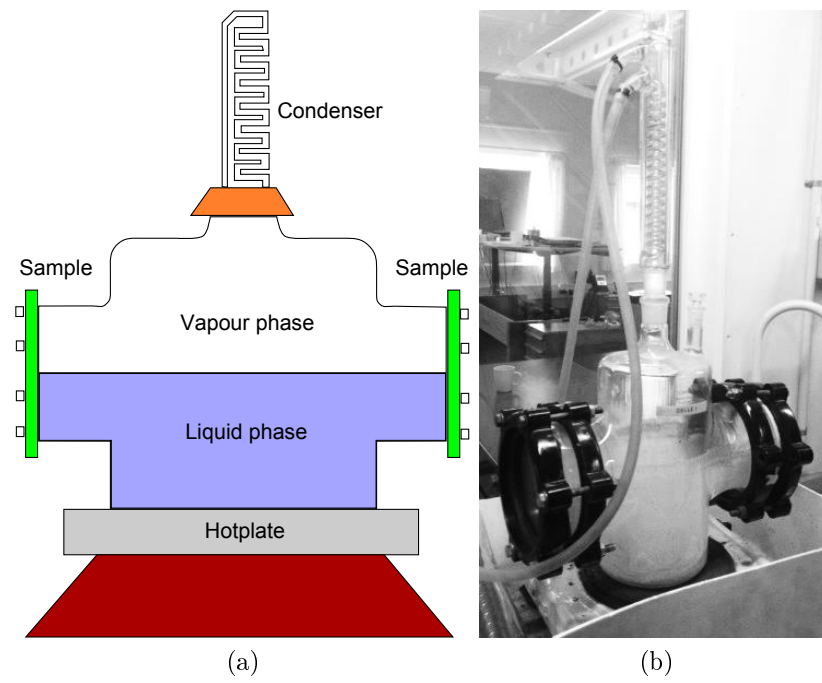 Condenser
Sample
Sample
Vapour phase
Liquid phase
Hotplate
(a)
(b)